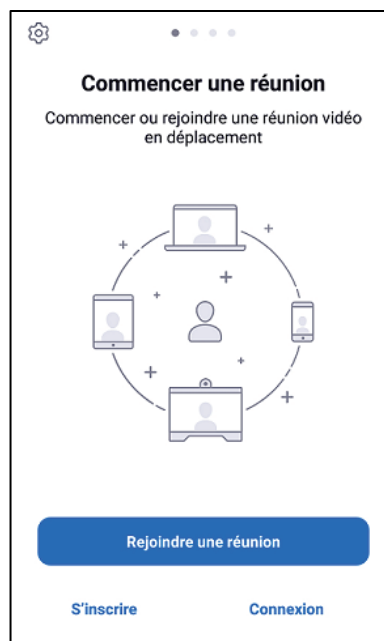 Commencer une réunion
Commencer ou rejoindre une réunion vidéo
en déplacement
Rejoindre une réunion
S'inscrire
Connexion